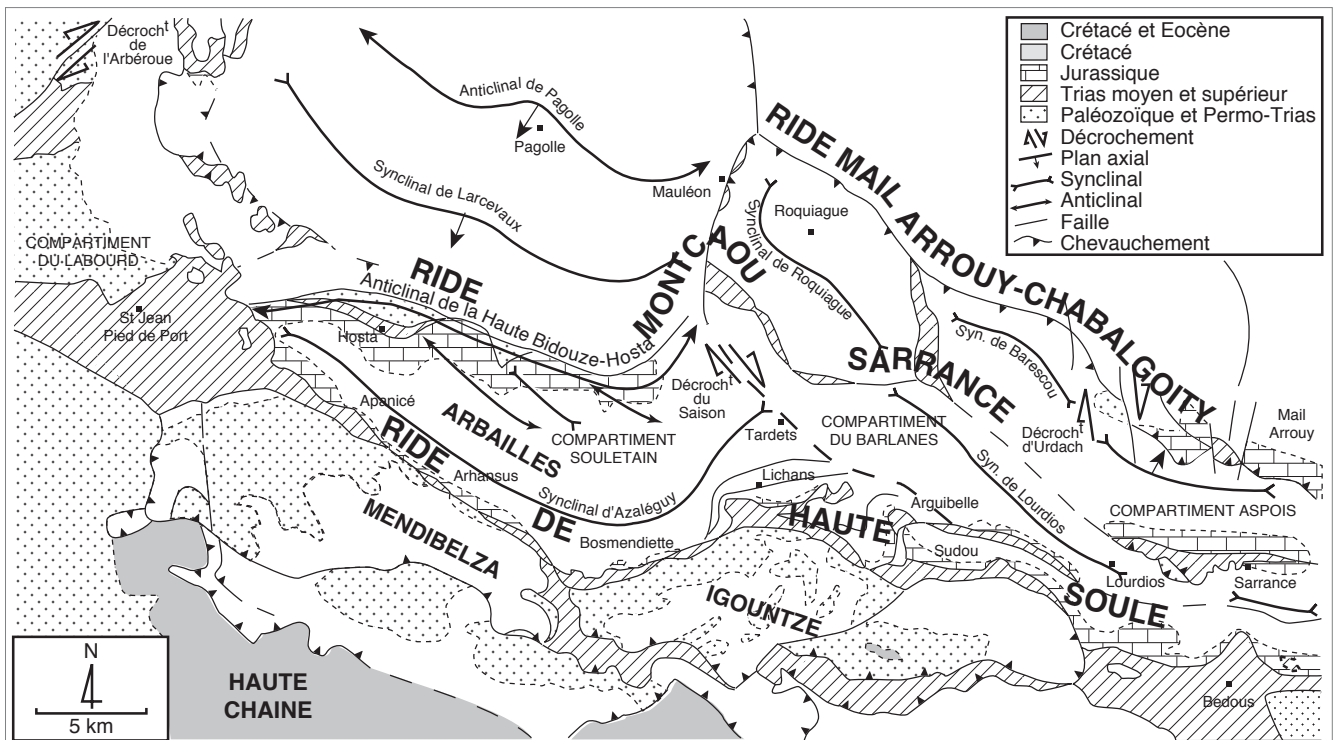 Décroch^t
de
l'Arbéroue
Crétacé et Eocène
Crétacé
Jurassique
Trias moyen et supérieur
Paléozoïque et Permo-Trias
Décrochement
Plan axial
Synclinal
Anticlinal
Faille
Chevauchement
Anticlinal de Pagolle
Pagolle
Synclinal de Larcevaux
Mauléon
RIDE MAIL ARROUY-CHABALGOITY
Roquiague
Synclinal de Roquiague
COMPARTIMENT
DU LABOURD
RIDE
MONTCAOU
Anticlinal de la Haute Bidouze-Hosta
St Jean
Pied de Port
Hosta
Syn. de Barescou
SARRANCE
Décroch^t
du
Saison
Apanicé
ARBAILLES
COMPARTIMENT
SOULETAIN
Tardets
COMPARTIMENT
DU BARLANES
Décroch^t
d'Urdach
Mail
Arrouy
RIDE
Arhansus
Synclinal d'Azaléguy
Lichans
Syn. de Lourdios
DE
HAUTE
Arguibelle
COMPARTIMENT ASPOIS
MENDIBELZA
Bosmendiette
Sudou
Lourdios
Sarrance
IGOUNTZE
SOULE
N
5 km
HAUTE
CHAINE
Bedous